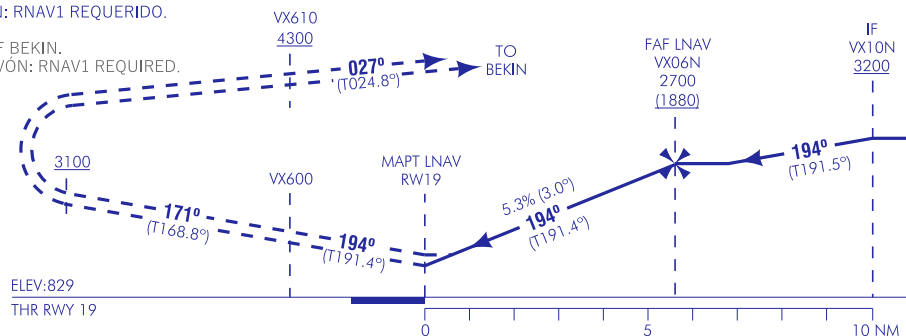 N: RNAV1 REQUERIDO.
F BEKIN.
VÓN: RNAV1 REQUIRED.
VX610
4300
027º
(T024.8º)
TO
BEKIN
FAF LNAV
VX06N
2700
(1880)
IF
VX10N
3200
194º
(T191.5º)
3100
171º
(T168.8º)
VX600
194º
(T191.4º)
MAPT LNAV
RW19
5.3% (3.0º)
194º
(T191.4º)
ELEV:829
THR RWY 19
0
5
10 NM